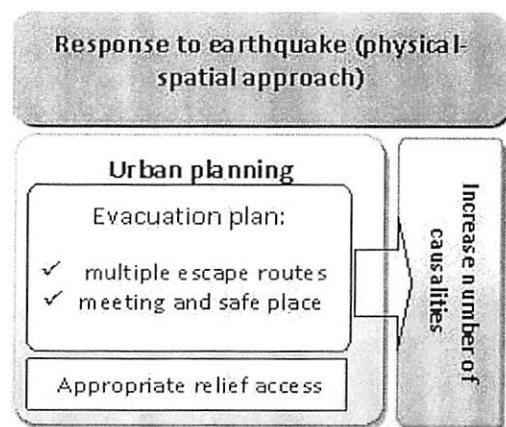 Response to earthquake (physical-
spatial approach)
Urban planning
Evacuation plan:
✓ multiple escape routes
✓ meeting and safe place
Appropriate relief access
Increase number of
causalities